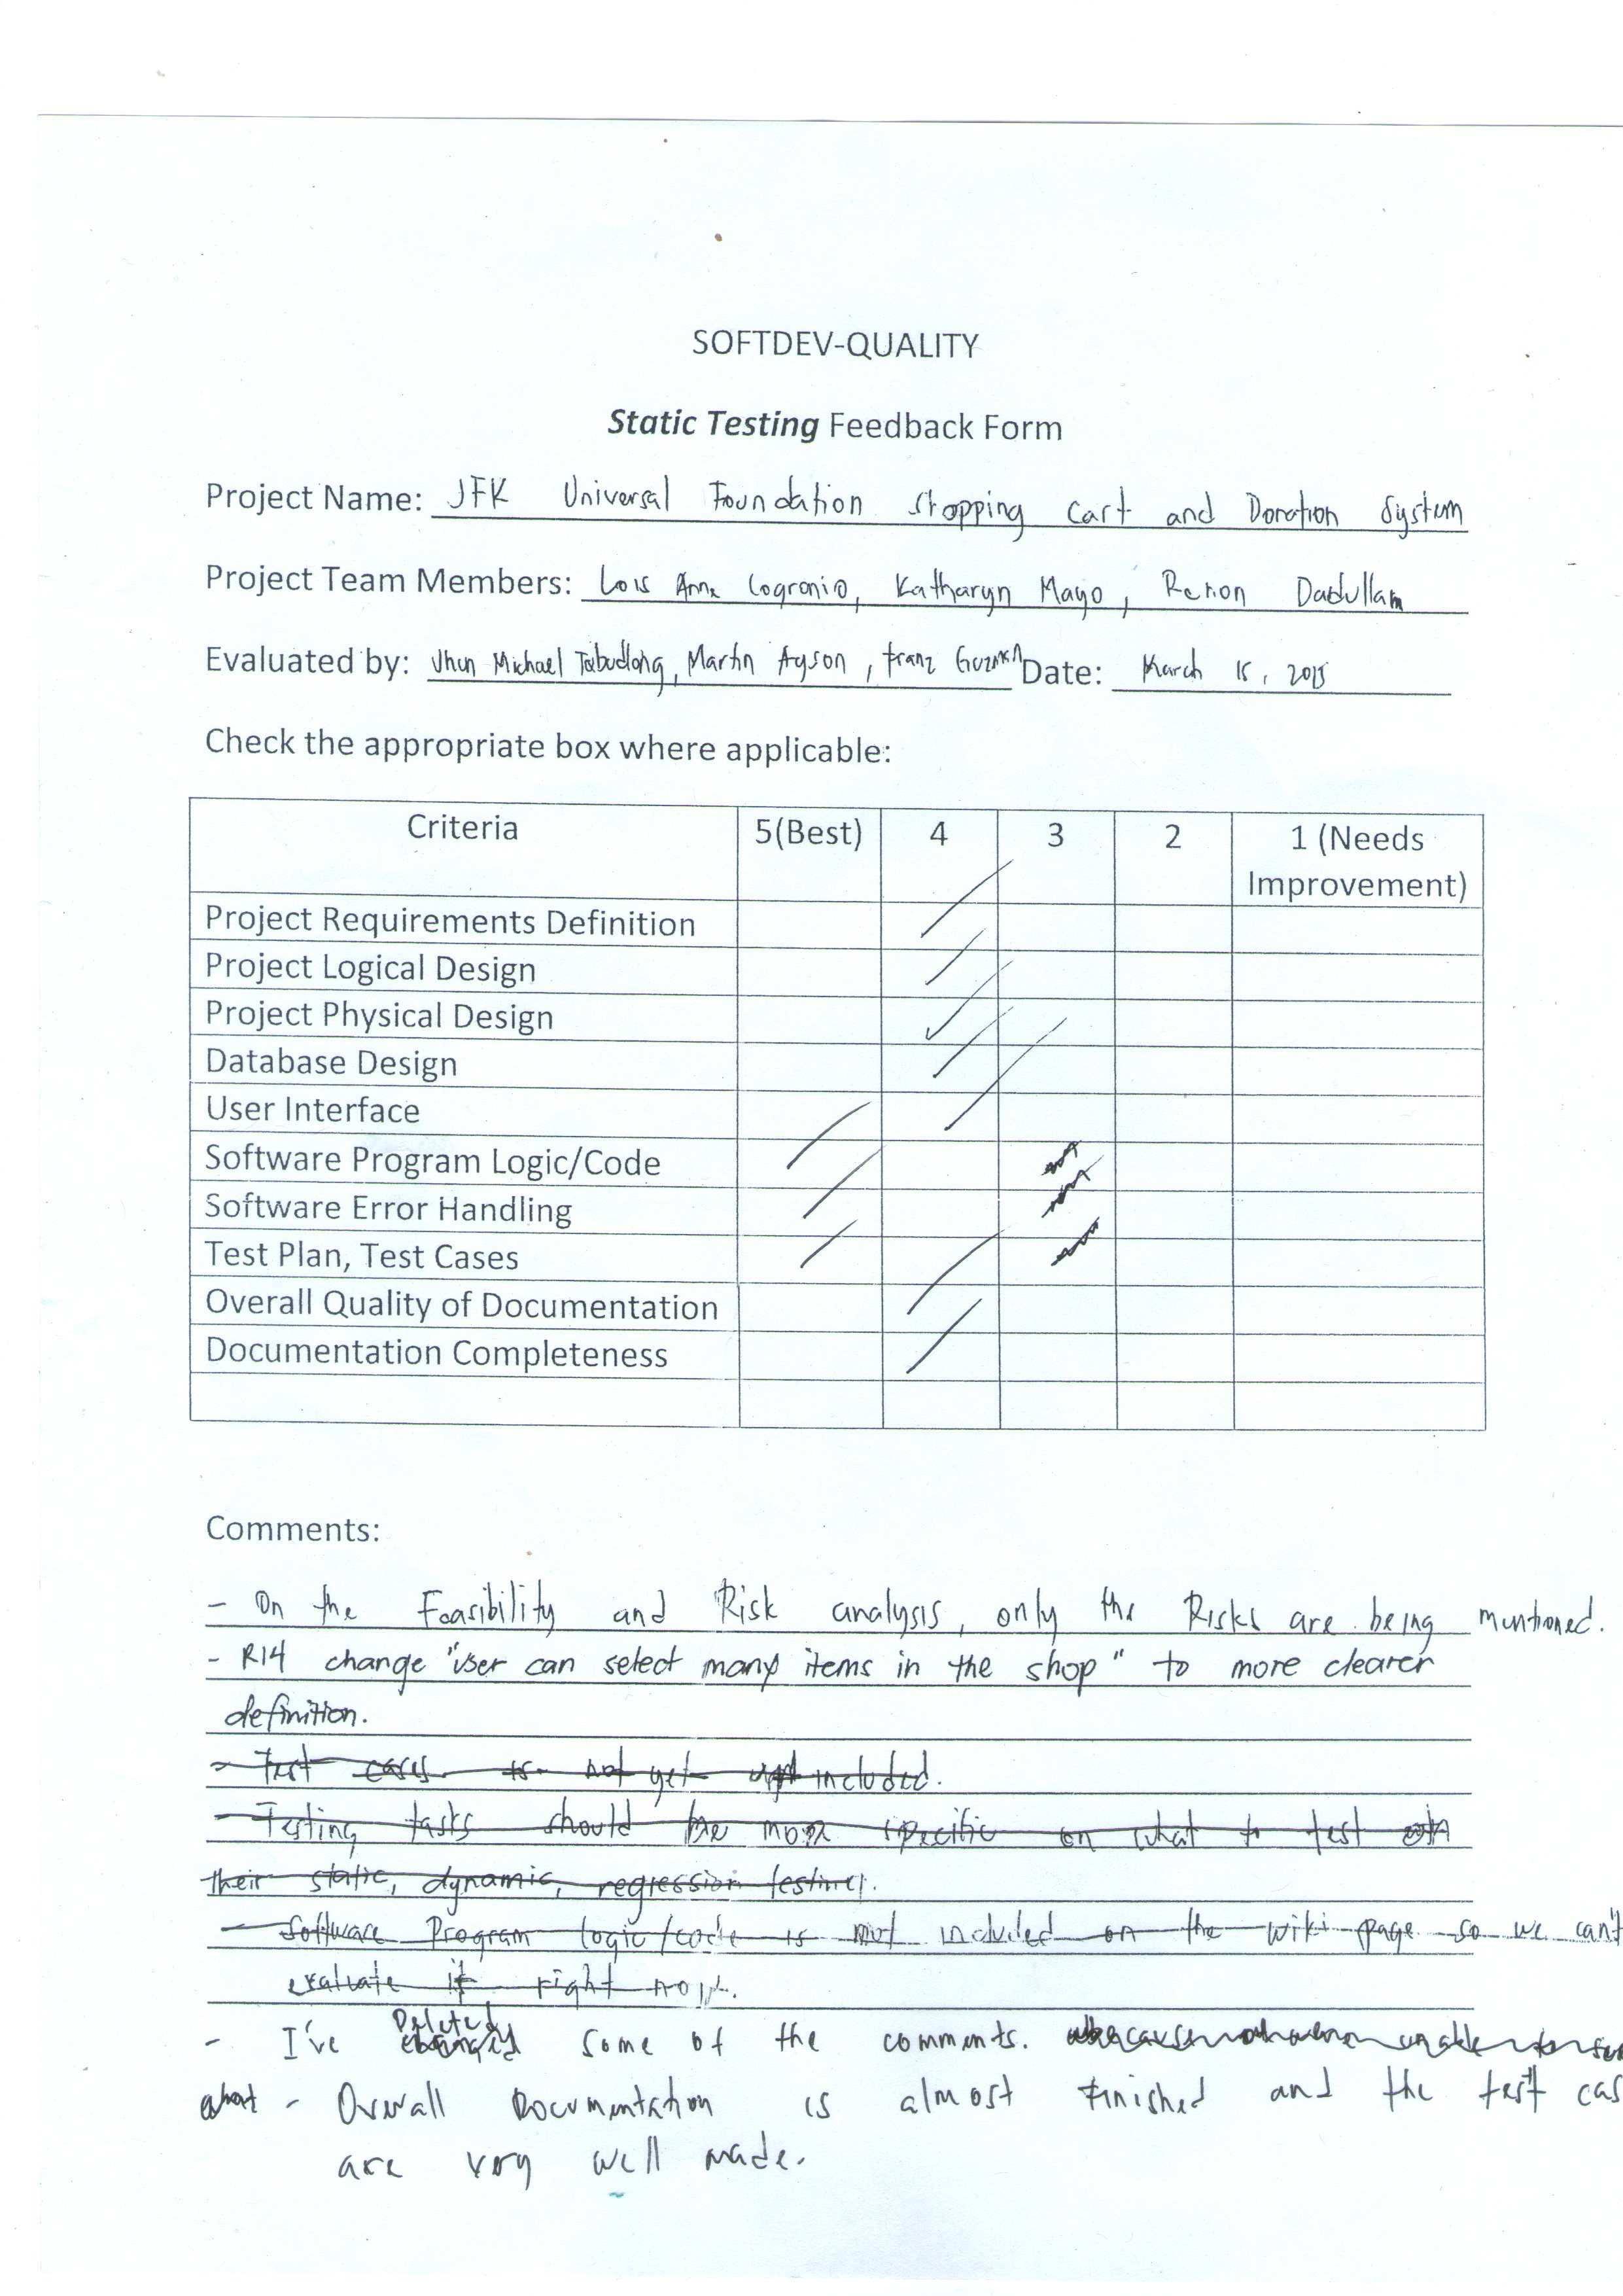 SOFTDEV-QUALITY
Static Testing Feedback Form
Project Name: JFK Universal Foundation Shopping Cart and Donation System
Project Team Members: Lois Anne Logronio, Katharyn Mayo, Renon Dadullam
Evaluated by: Jhun Michael Tabudlong, Martin Ayson, Franz Guzman Date: March 15, 2013
Check the appropriate box where applicable:
Criteria 5(Best) 4 3 2 1 (Needs Improvement)
Project Requirements Definition
Project Logical Design
Project Physical Design
Database Design
User Interface
Software Program Logic/Code
Software Error Handling
Test Plan, Test Cases
Overall Quality of Documentation
Documentation Completeness
Comments:
- On the Feasibility and Risk analysis, only the Risks are being mentioned.
- R14 change "user can select many items in the shop" to more clearer
definition.
- Test cases is not yet included.
- Testing tasks should be more specific on what to test
their static, dynamic, regression testing.
- Software Program logic/code is not included on the wiki page so we can't
evaluate it right now.
- I've Deleted some of the comments.
- Overall Documentation is almost finished and the test cas
are very well made.